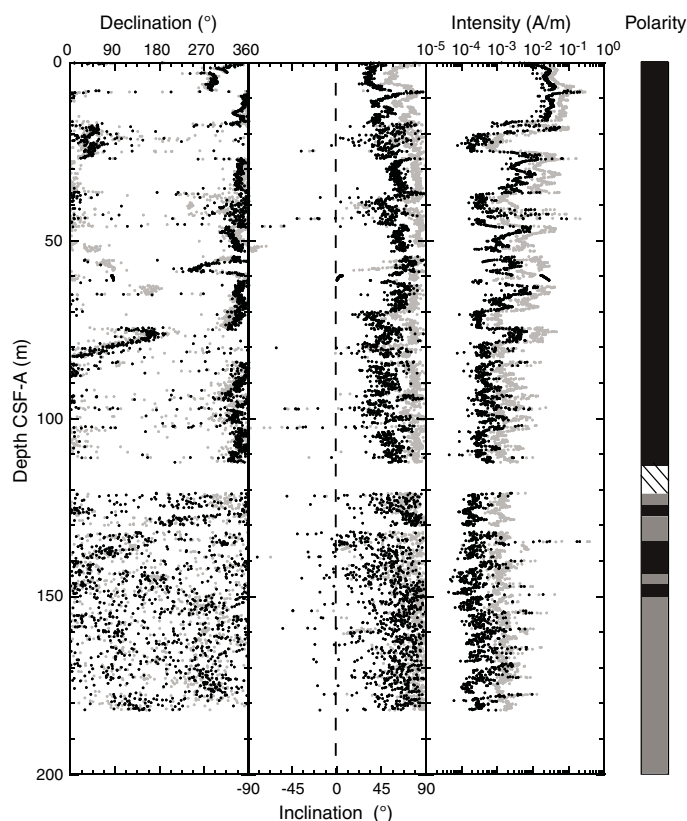 Declination (°) Intensity (A/m) Polarity
0 90 180 270 360 10-5 10-4 10-3 10-2 10-1 100
0
50
100
150
200
Depth CSF-A (m)
-90 -45 0 45 90
Inclination (°)